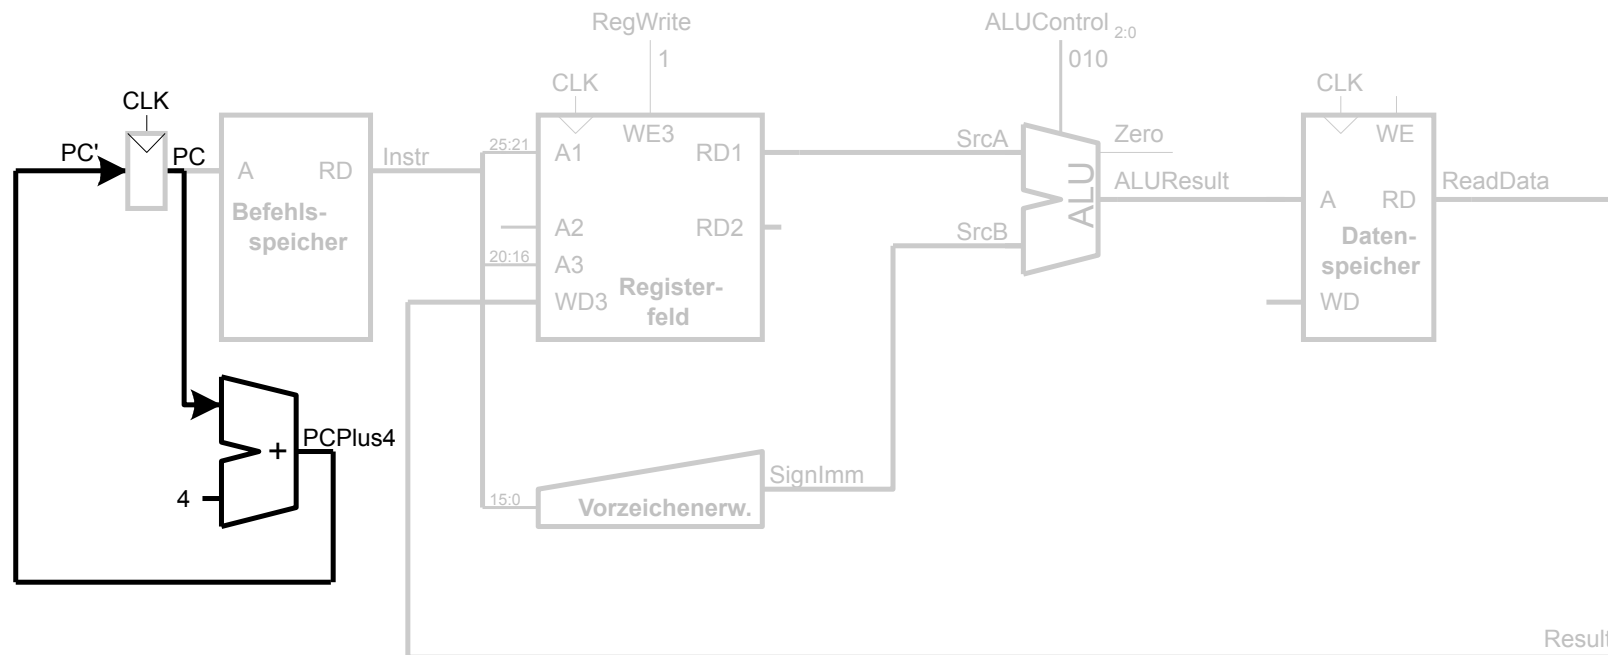 RegWrite
ALUControl 2:0
1
010
CLK
CLK
CLK
WE3
Zero
WE
PC'
PC
A
RD
Instr
25:21
A1
RD1
SrcA
ALU
ALUResult
A
RD
ReadData
Befehls-
speicher
A2
RD2
SrcB
Daten-
speicher
20:16
A3
WD3
Register-
feld
WD
+
PCPlus4
4
SignImm
15:0
Vorzeichenerw.
Result